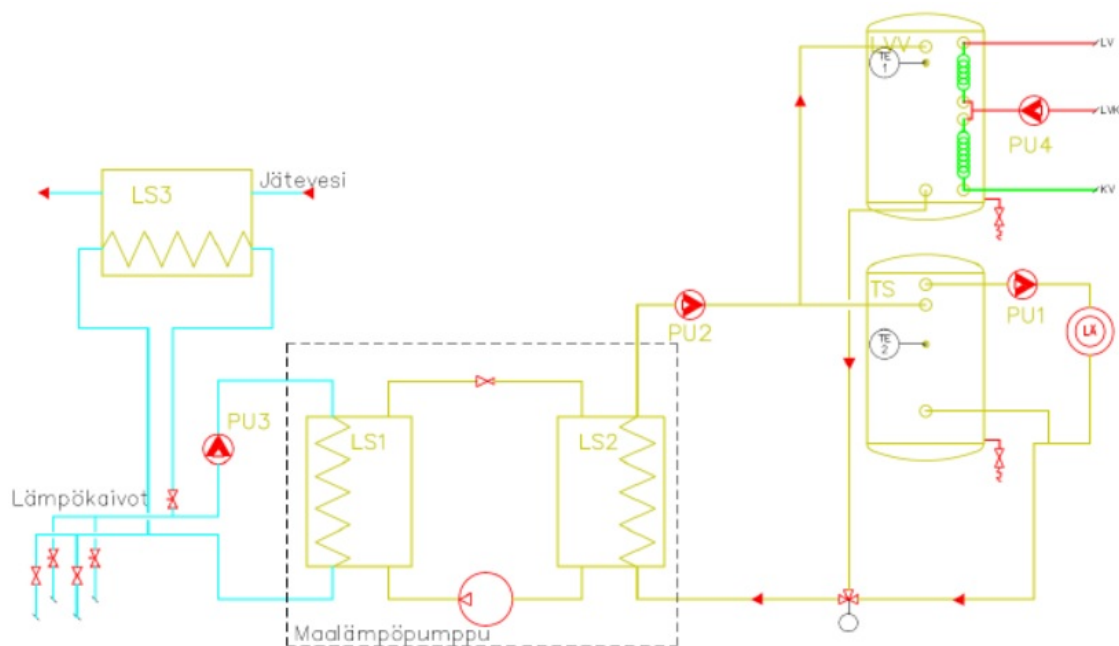 LVV
LV
TE
1
LVK
PU4
KV
LS3
Jätevesi
TS
PU1
PU2
LÄ
TE
2
PU3
LS1
LS2
Lämpökaivot
Maalämpöpumppu